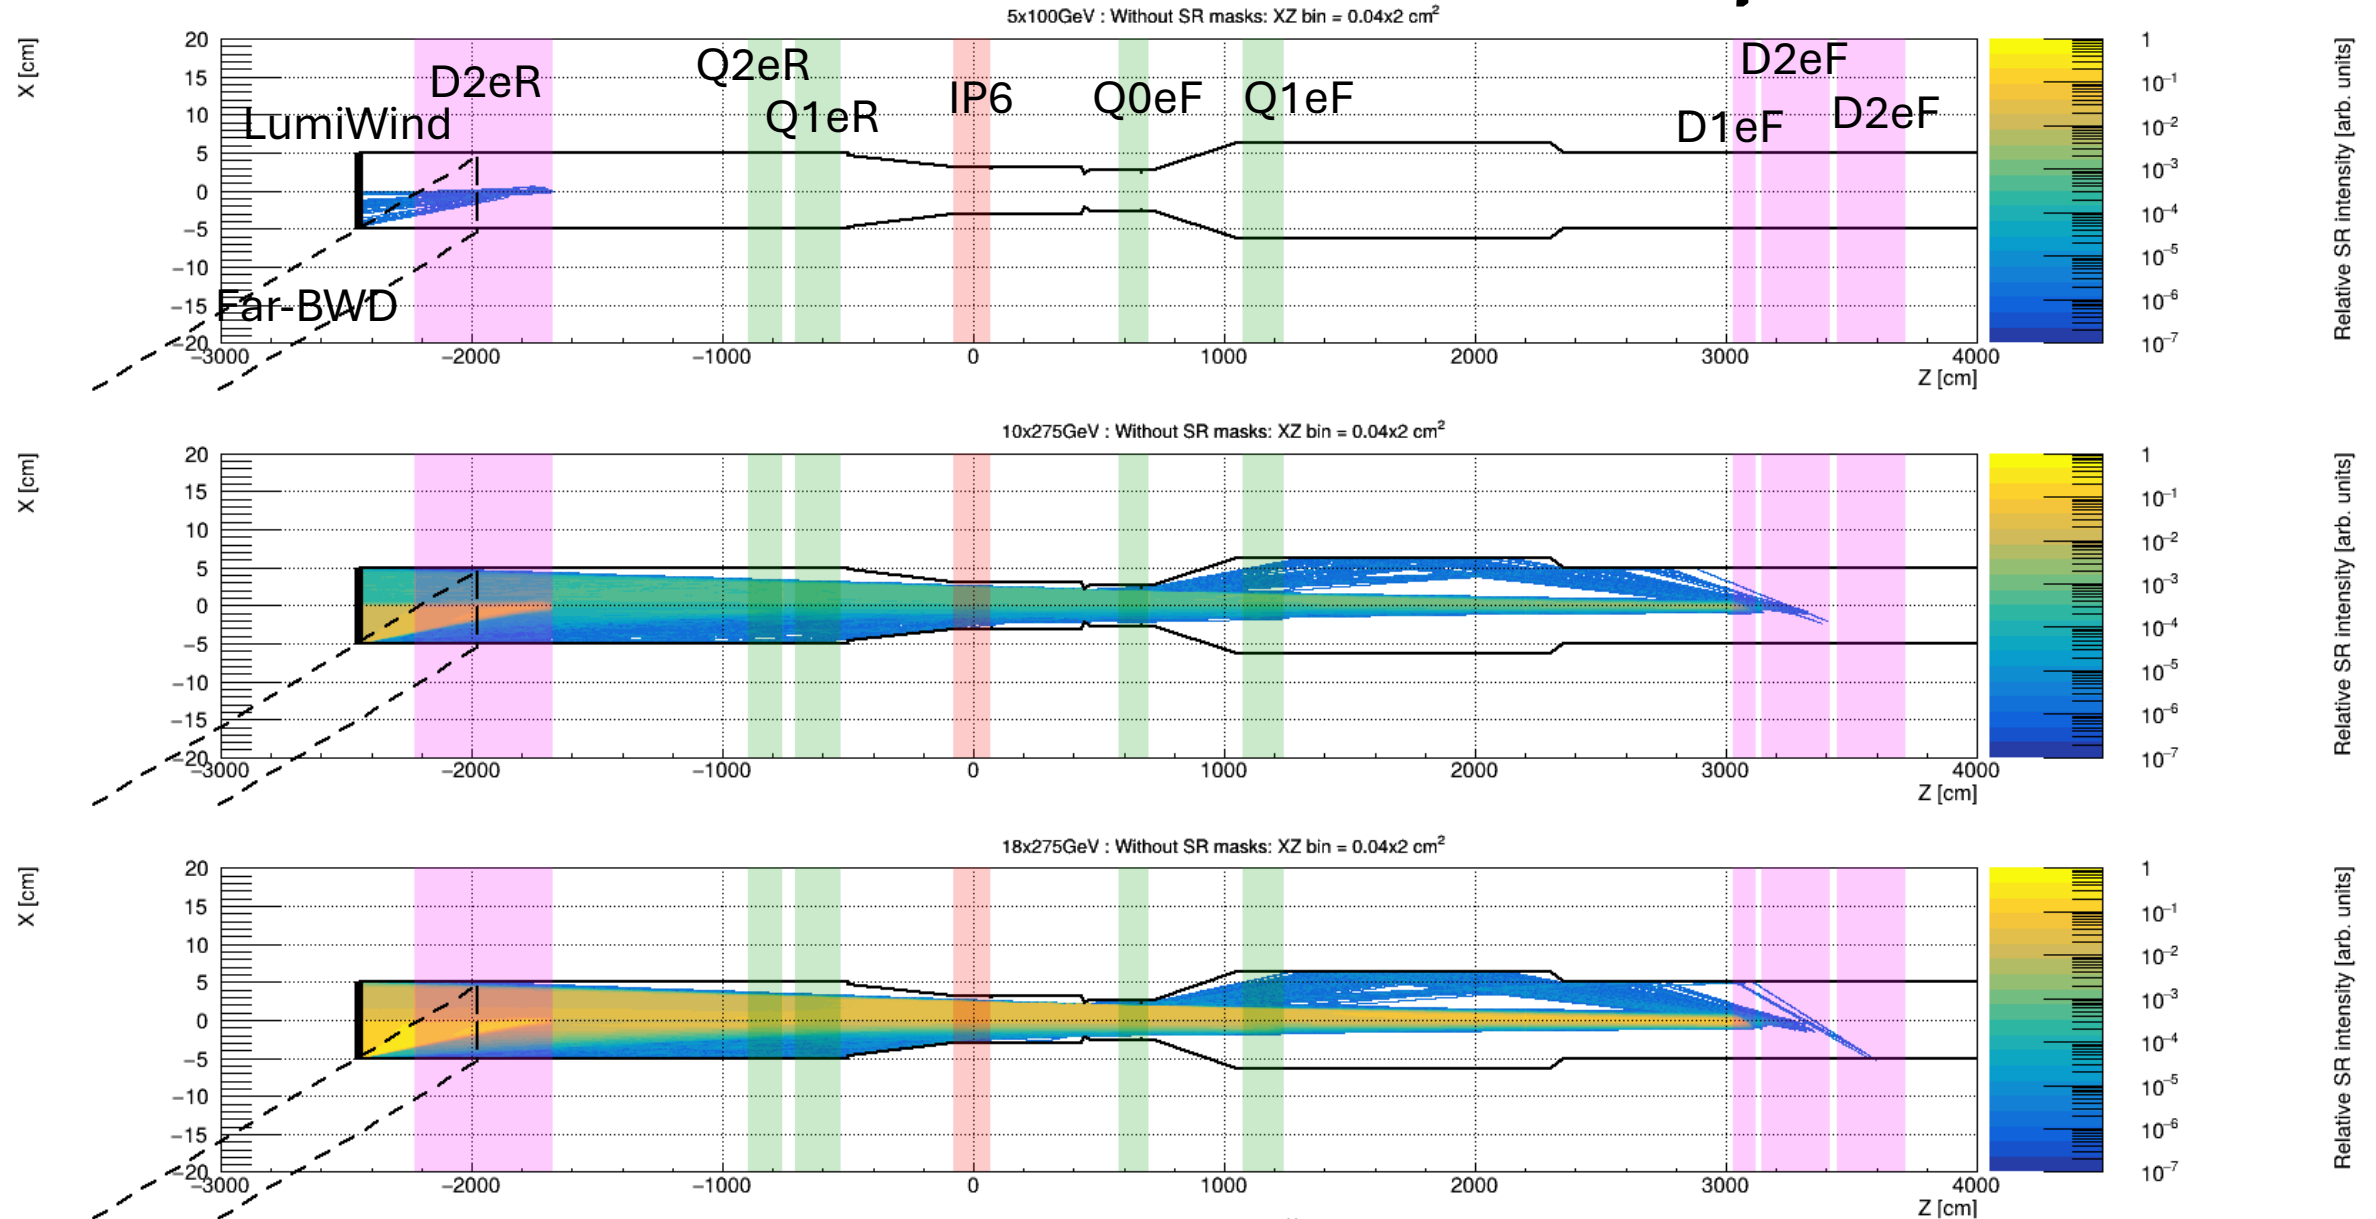 5x100GeV : Without SR masks: XZ bin = 0.04x2 cm²
X [cm]
20
15
10
5
0
−5
−10
−15
−20
LumiWind
D2eR
Q2eR
Q1eR
IP6
Q0eF
Q1eF
D1eF
D2eF
D2eF
Far-BWD
−3000 −2000 −1000 0 1000 2000 3000 4000
Z [cm]
1
10⁻¹
10⁻²
10⁻³
10⁻⁴
10⁻⁵
10⁻⁶
10⁻⁷
Relative SR intensity [arb. units]
10x275GeV : Without SR masks: XZ bin = 0.04x2 cm²
X [cm]
20
15
10
5
0
−5
−10
−15
−20
−3000 −2000 −1000 0 1000 2000 3000 4000
Z [cm]
1
10⁻¹
10⁻²
10⁻³
10⁻⁴
10⁻⁵
10⁻⁶
10⁻⁷
Relative SR intensity [arb. units]
18x275GeV : Without SR masks: XZ bin = 0.04x2 cm²
X [cm]
20
15
10
5
0
−5
−10
−15
−20
−3000 −2000 −1000 0 1000 2000 3000 4000
Z [cm]
1
10⁻¹
10⁻²
10⁻³
10⁻⁴
10⁻⁵
10⁻⁶
10⁻⁷
Relative SR intensity [arb. units]